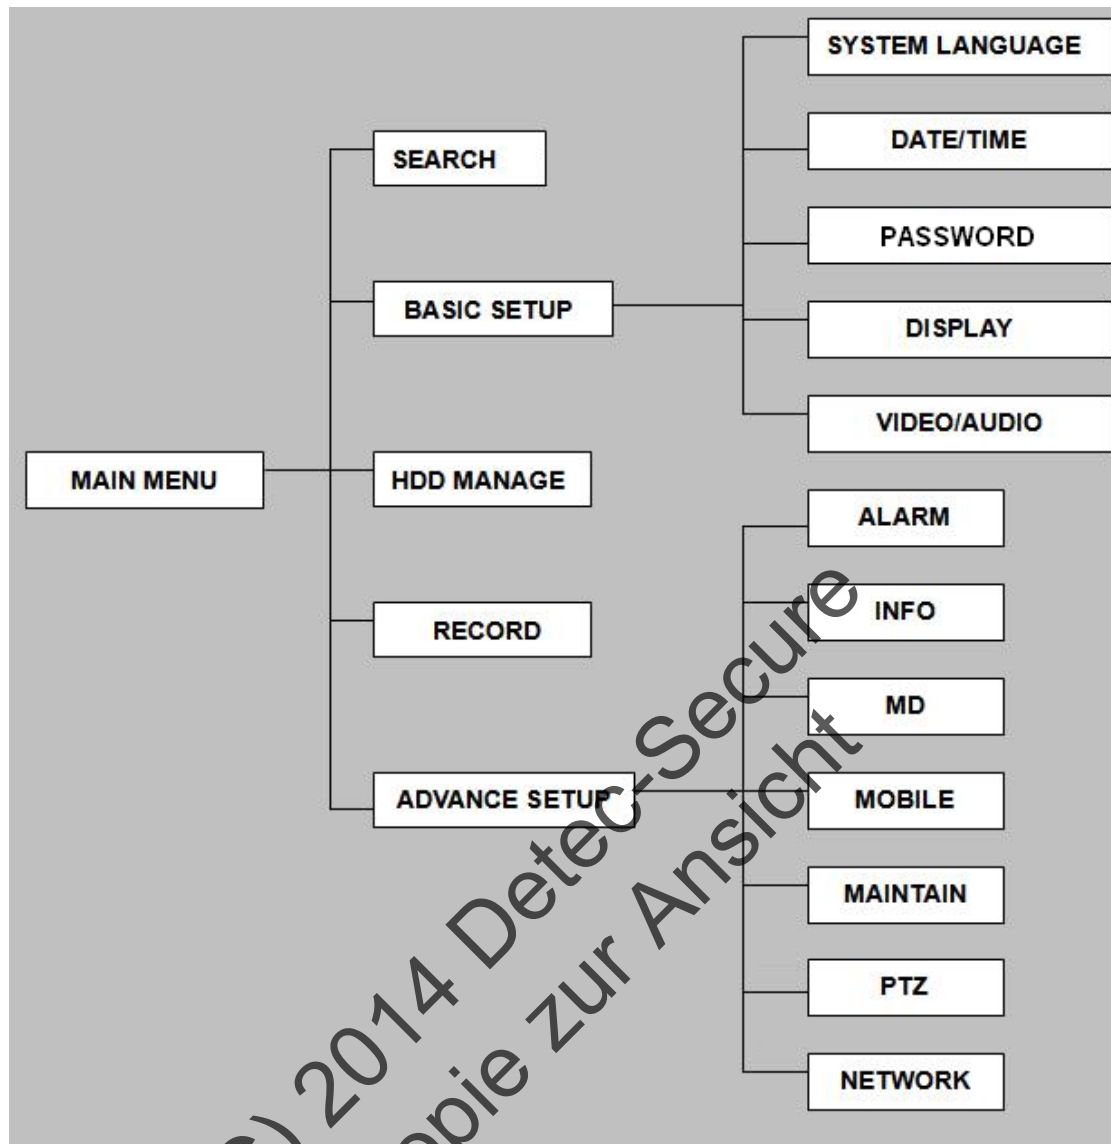 SYSTEM LANGUAGE
DATE/TIME
SEARCH
PASSWORD
BASIC SETUP
DISPLAY
VIDEO/AUDIO
MAIN MENU
HDD MANAGE
ALARM
INFO
RECORD
MD
ADVANCE SETUP
MOBILE
MAINTAIN
PTZ
NETWORK
) 2014 Detec-Secure
zur Ansicht